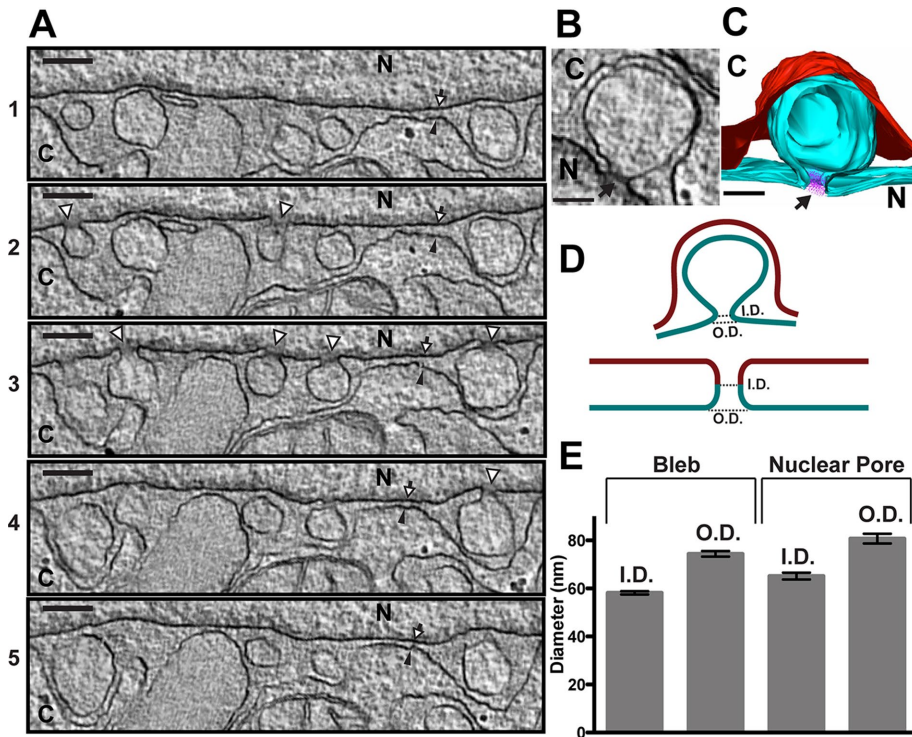 A
N
C
1
N
C
2
N
C
3
N
C
4
N
C
5
B
C
N
C
C
N
D
I.D.
O.D.
I.D.
O.D.
E
Bleb
Nuclear Pore
Diameter (nm)
80
60
40
20
0
I.D.
O.D.
I.D.
O.D.